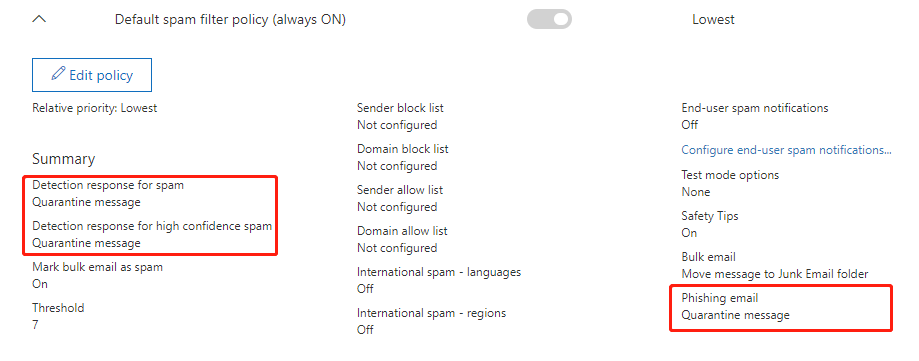 Default spam filter policy (always ON)
Lowest
Edit policy
Relative priority: Lowest
Summary
Detection response for spam
Quarantine message
Detection response for high confidence spam
Quarantine message
Mark bulk email as spam
On
Threshold
7
Sender block list
Not configured
Domain block list
Not configured
Sender allow list
Not configured
Domain allow list
Not configured
International spam - languages
Off
International spam - regions
Off
End-user spam notifications
Off
Configure end-user spam notifications...
Test mode options
None
Safety Tips
On
Bulk email
Move message to Junk Email folder
Phishing email
Quarantine message